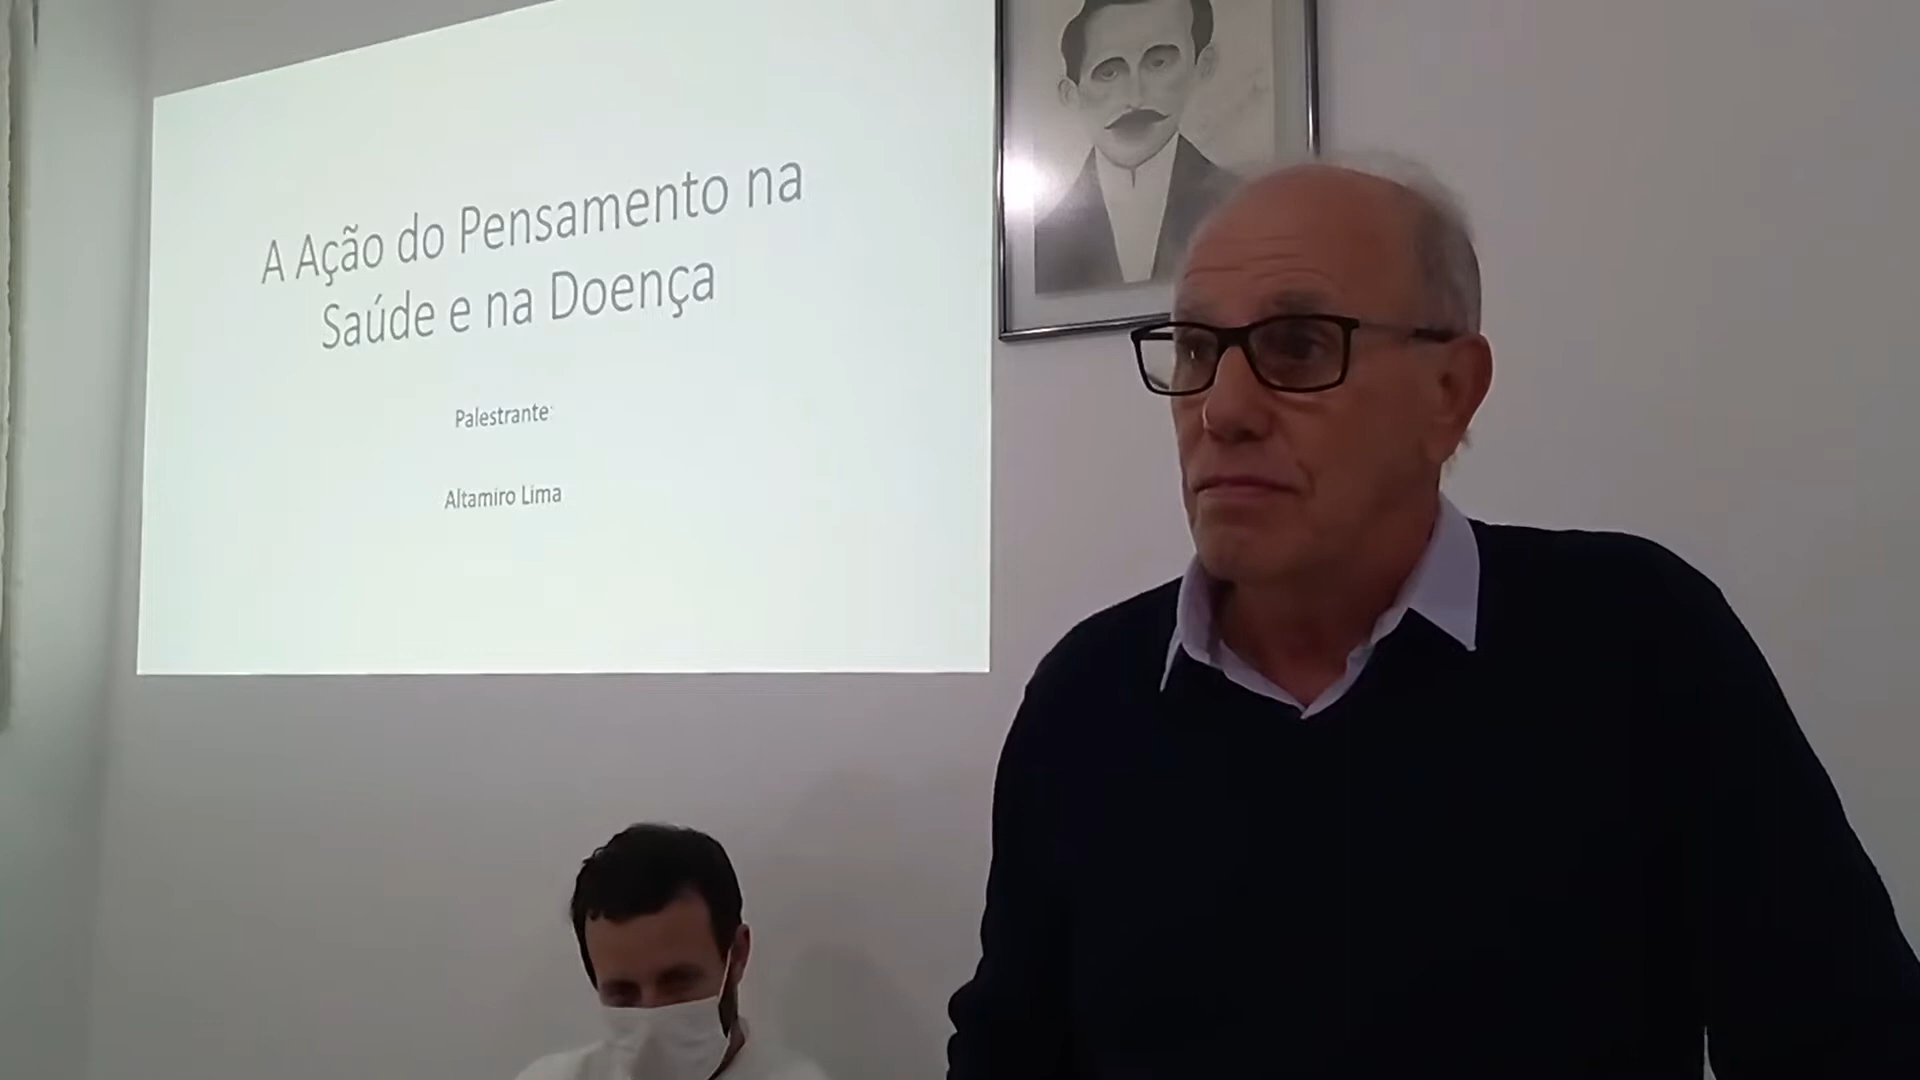 A Ação do Pensamento na
Saúde e na Doença
Palestrante:
Altamiro Lima